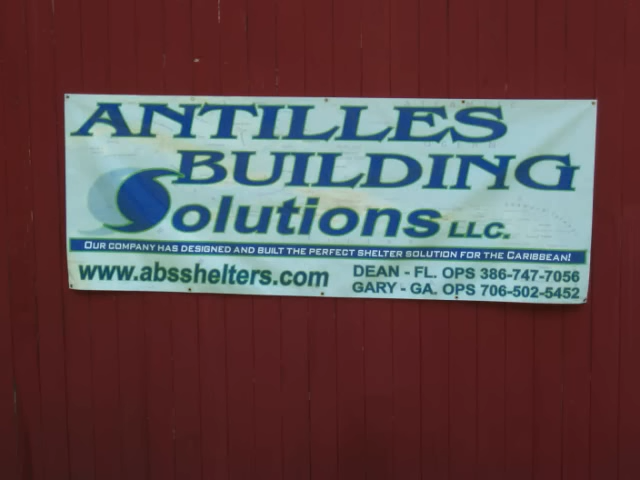 ANTILLES
BUILDING
Solutions LLC.
OUR COMPANY HAS DESIGNED AND BUILT THE PERFECT SHELTER SOLUTION FOR THE CARIBBEAN!
www.absshelters.com
DEAN - FL. OPS 386-747-7056
GARY - GA. OPS 706-502-5452